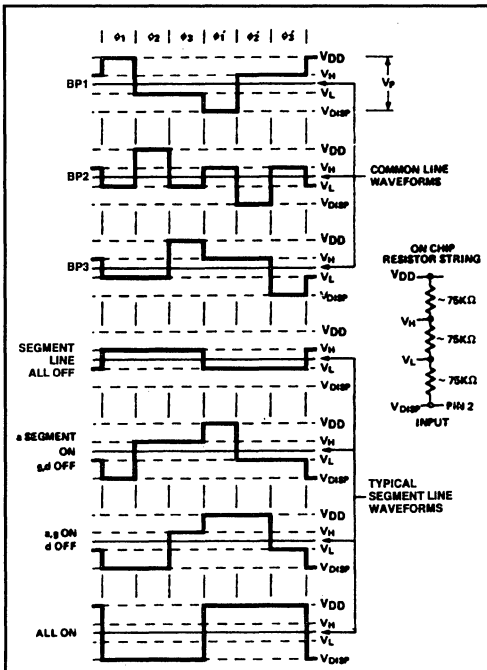 ϕ1 ϕ2 ϕ3 ϕ1' ϕ2' ϕ3'
BP1
VDD
VH
VL
VDISP
VP
BP2
VDD
VH
VL
VDISP
COMMON LINE
WAVEFORMS
BP3
VDD
VH
VL
VDISP
ON CHIP
RESISTOR STRING
VDD
~75KΩ
VH
~75KΩ
VL
~75KΩ
VDISP PIN 2
INPUT
SEGMENT
LINE
ALL OFF
VDD
VH
VL
VDISP
a SEGMENT
ON
g,d OFF
VDD
VH
VL
VDISP
TYPICAL
SEGMENT LINE
WAVEFORMS
a,g ON
d OFF
VDD
VH
VL
VDISP
ALL ON
VDD
VH
VL
VDISP